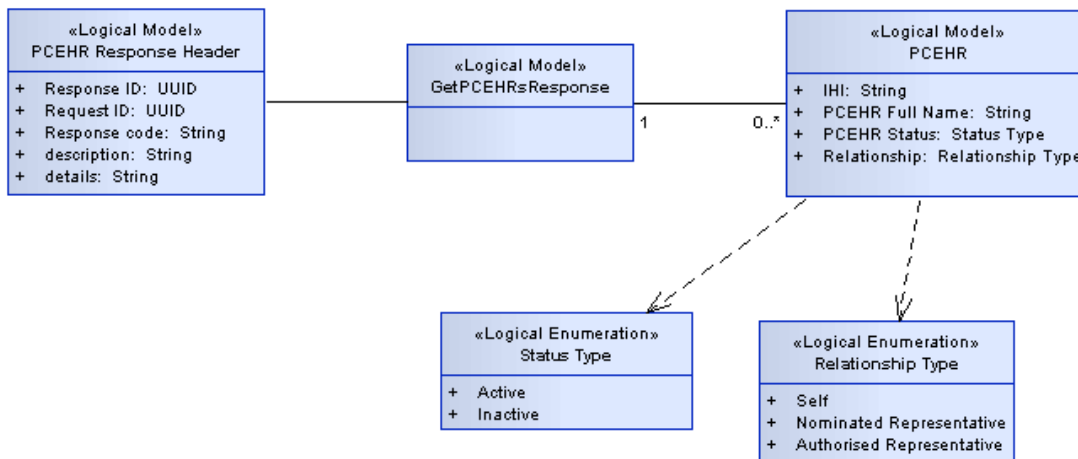 «Logical Model»
PCEHR Response Header
+ Response ID: UUID
+ Request ID: UUID
+ Response code: String
+ description: String
+ details: String
«Logical Model»
GetPCEHRsResponse
1
0..*
«Logical Model»
PCEHR
+ IHI: String
+ PCEHR Full Name: String
+ PCEHR Status: Status Type
+ Relationship: Relationship Type
«Logical Enumeration»
Status Type
+ Active
+ Inactive
«Logical Enumeration»
Relationship Type
+ Self
+ Nominated Representative
+ Authorised Representative